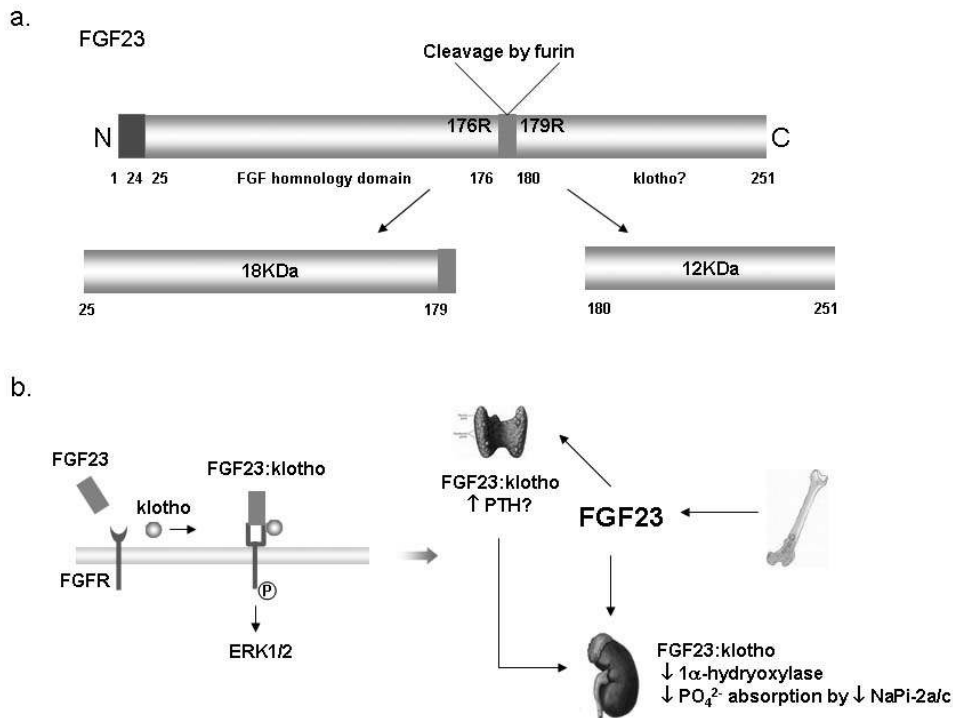 a.
FGF23
Cleavage by furin
N
176R
179R
C
1 24 25 FGF homnology domain 176 180 klotho? 251
18KDa
12KDa
25 179
180 251
b.
FGF23
klotho
FGFR
FGF23:klotho
P
ERK1/2
FGF23:klotho
↑ PTH?
FGF23
FGF23:klotho
↓ 1α-hydryoxylase
↓ PO₄²⁻ absorption by ↓ NaPi-2a/c